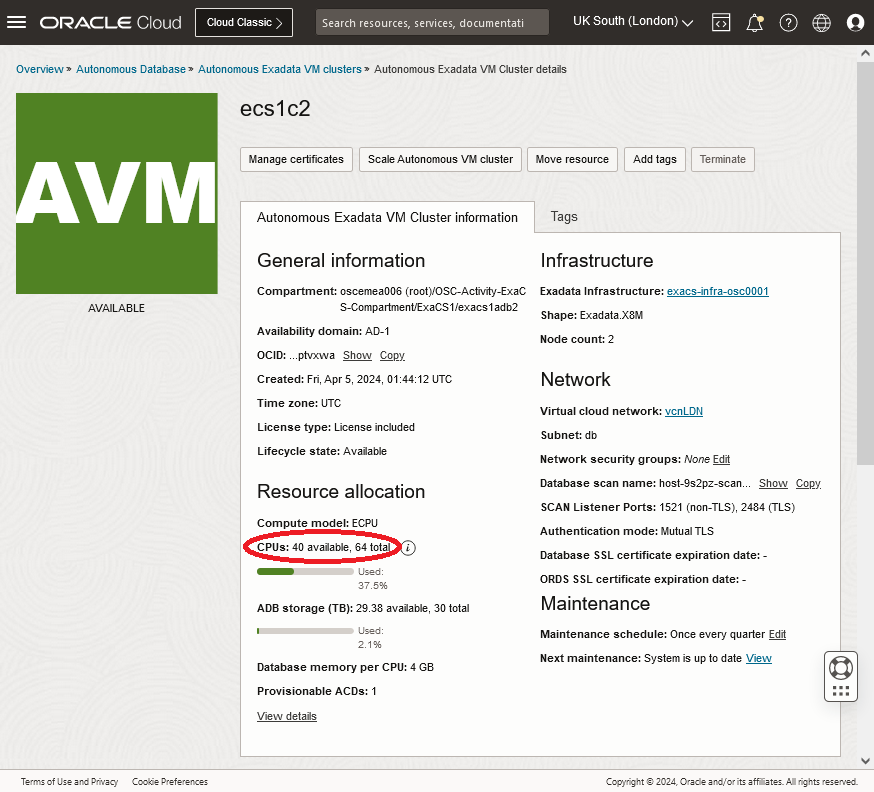 ORACLE Cloud
Cloud Classic
Search resources, services, documentati
UK South (London)
Overview » Autonomous Database » Autonomous Exadata VM clusters » Autonomous Exadata VM Cluster details
AVM
AVAILABLE
ecs1c2
Manage certificates
Scale Autonomous VM cluster
Move resource
Add tags
Terminate
Autonomous Exadata VM Cluster information
Tags
General information
Compartment: oscemea006 (root)/OSC-Activity-ExaC
S-Compartment/ExaCS1/exacs1adb2
Availability domain: AD-1
OCID: ...ptvxwa Show Copy
Created: Fri, Apr 5, 2024, 01:44:12 UTC
Time zone: UTC
License type: License included
Lifecycle state: Available
Resource allocation
Compute model: ECPU
CPUs: 40 available, 64 total
i
Used:
37.5%
ADB storage (TB): 29.38 available, 30 total
Used:
2.1%
Database memory per CPU: 4 GB
Provisionable ACDs: 1
View details
Infrastructure
Exadata Infrastructure: exacs-infra-osc0001
Shape: Exadata.X8M
Node count: 2
Network
Virtual cloud network: vcnLDN
Subnet: db
Network security groups: None Edit
Database scan name: host-9s2pz-scan... Show Copy
SCAN Listener Ports: 1521 (non-TLS), 2484 (TLS)
Authentication mode: Mutual TLS
Database SSL certificate expiration date: -
ORDS SSL certificate expiration date: -
Maintenance
Maintenance schedule: Once every quarter Edit
Next maintenance: System is up to date View
Terms of Use and Privacy
Cookie Preferences
Copyright © 2024, Oracle and/or its affiliates. All rights reserved.